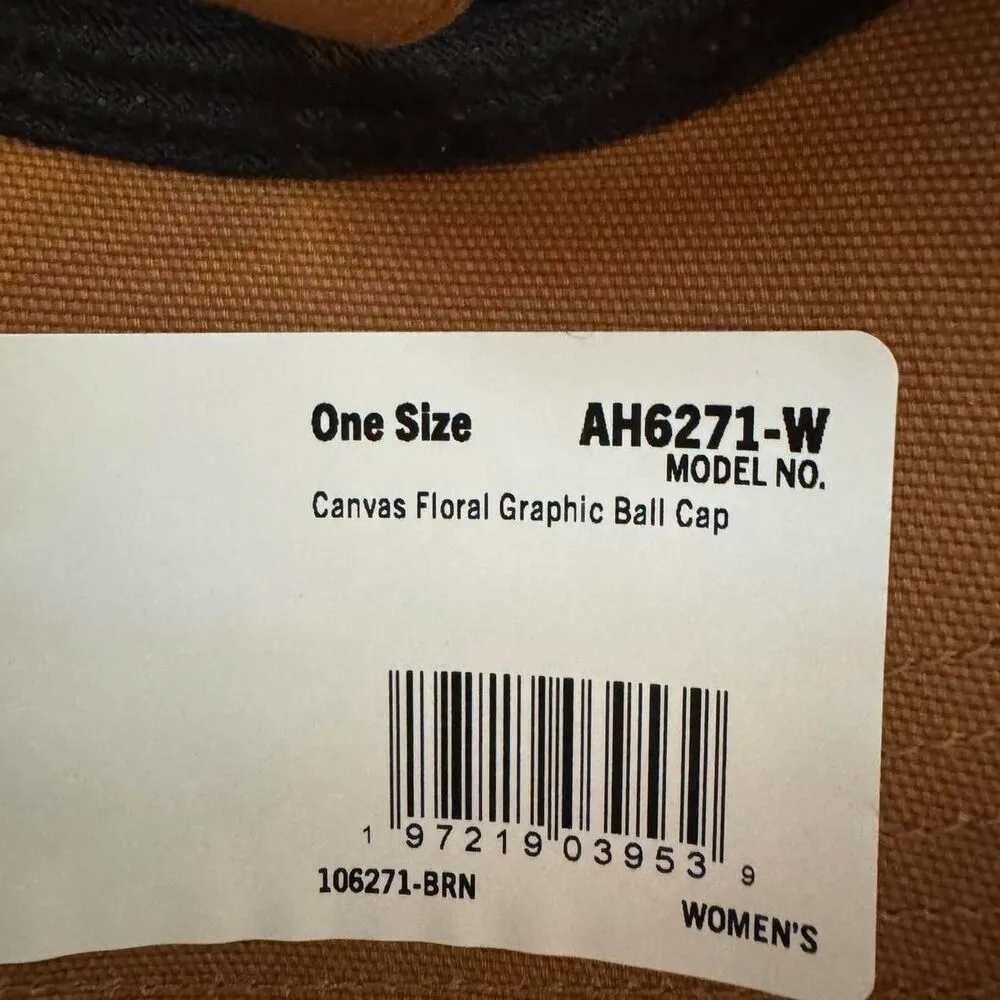 One Size AH6271-W
MODEL NO.
Canvas Floral Graphic Ball Cap
1 97219 03953 9
106271-BRN
WOMEN'S